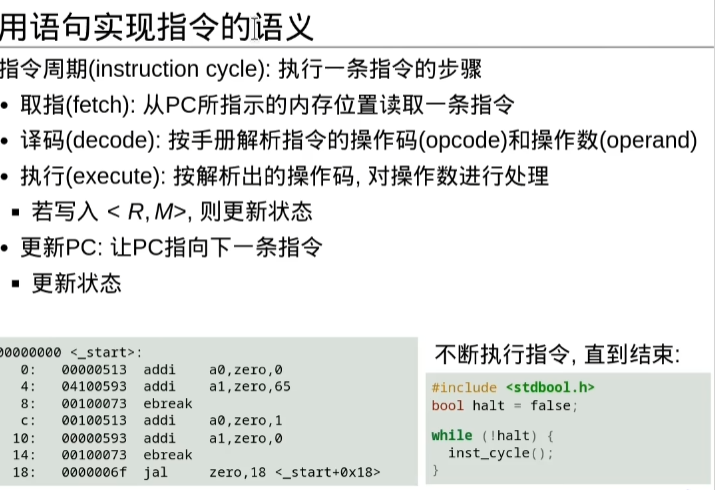 用语句实现指令的语义
指令周期(instruction cycle): 执行一条指令的步骤
• 取指(fetch): 从PC所指示的内存位置读取一条指令
• 译码(decode): 按手册解析指令的操作码(opcode)和操作数(operand)
• 执行(execute): 按解析出的操作码, 对操作数进行处理
▪ 若写入 < R, M>, 则更新状态
• 更新PC: 让PC指向下一条指令
▪ 更新状态
00000000 <_start>:
0: 00000513 addi a0,zero,0
4: 04100593 addi a1,zero,65
8: 00100073 ebreak
c: 00100513 addi a0,zero,1
10: 00000593 addi a1,zero,0
14: 00100073 ebreak
18: 0000006f jal zero,18 <_start+0x18>
不断执行指令, 直到结束:
#include <stdbool.h>
bool halt = false;
while (!halt) {
inst_cycle();
}